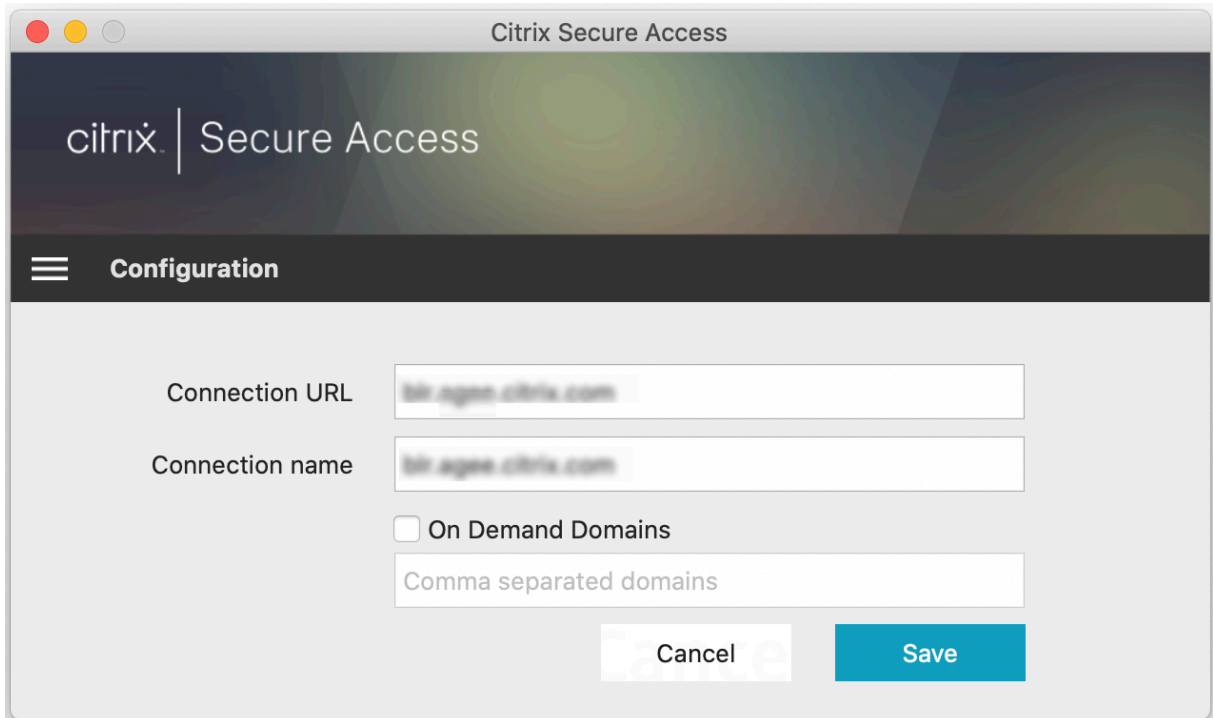 Citrix Secure Access
citrix | Secure Access
Configuration
Connection URL
Connection name
On Demand Domains
Comma separated domains
Cancel
Save